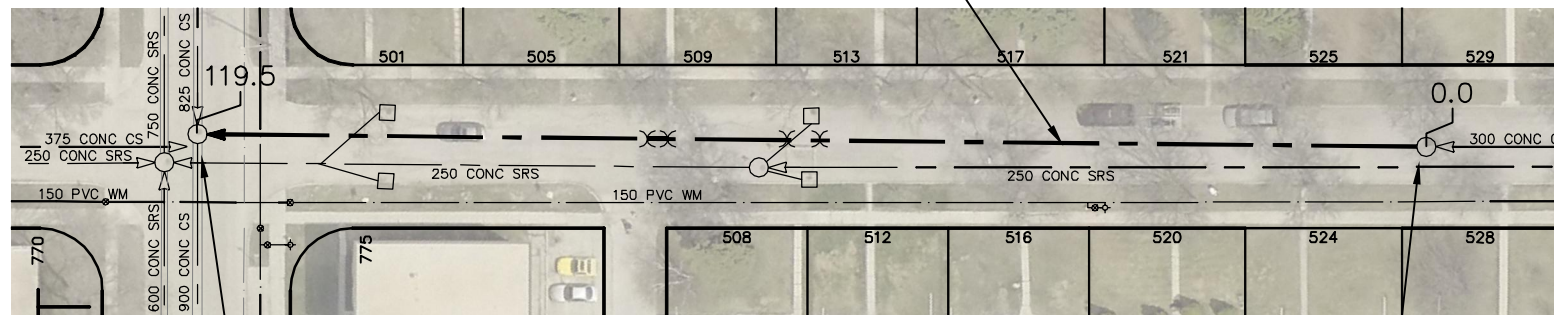 501
505
509
513
517
521
525
529
119.5
0.0
750 CONC SRS
825 CONC CS
375 CONC CS
250 CONC SRS
300 CONC
250 CONC SRS
250 CONC SRS
150 PVC WM
150 PVC WM
600 CONC SRS
900 CONC CS
770
775
508
512
516
520
524
528